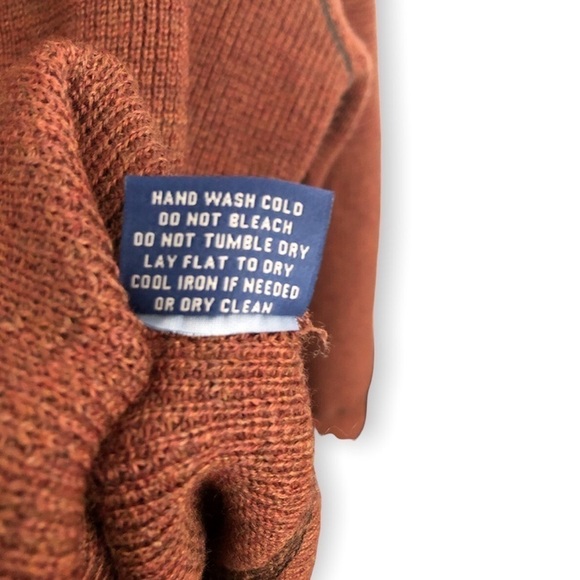 HAND WASH COLD
DO NOT BLEACH
DO NOT TUMBLE DRY
LAY FLAT TO DRY
COOL IRON IF NEEDED
OR DRY CLEAN